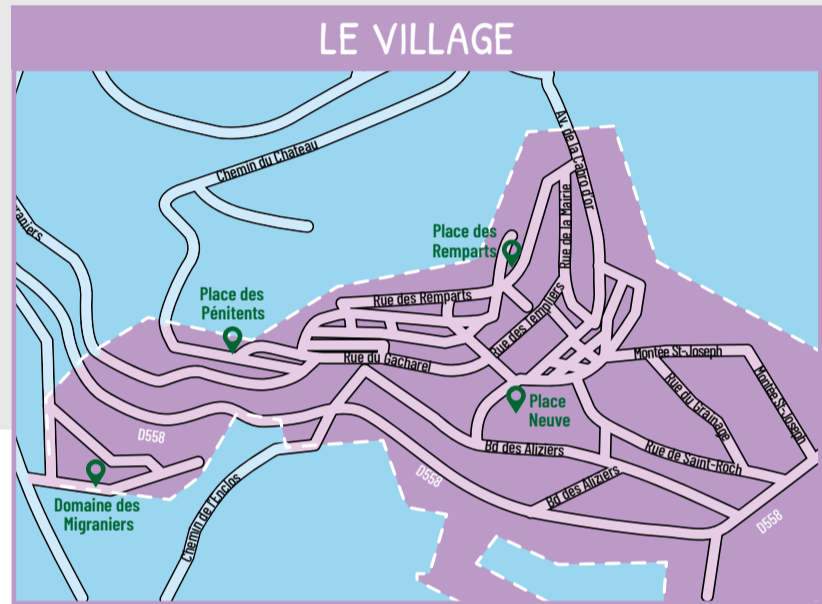 LE VILLAGE
Chemin du Chateau
Av. de la Cabro d'or
Rue de la Mairie
Place des
Remparts
Place des
Pénitents
Rue des Remparts
Rue des Templiers
Rue du Gacharel
Montée St-Joseph
Rue du Grainage
Montée St-Joseph
Place
Neuve
Bd des Aliziers
Rue de Saint-Roch
D558
D558
Bd des Aliziers
D558
Domaine des
Migraniers
Chemin de l'Enclos